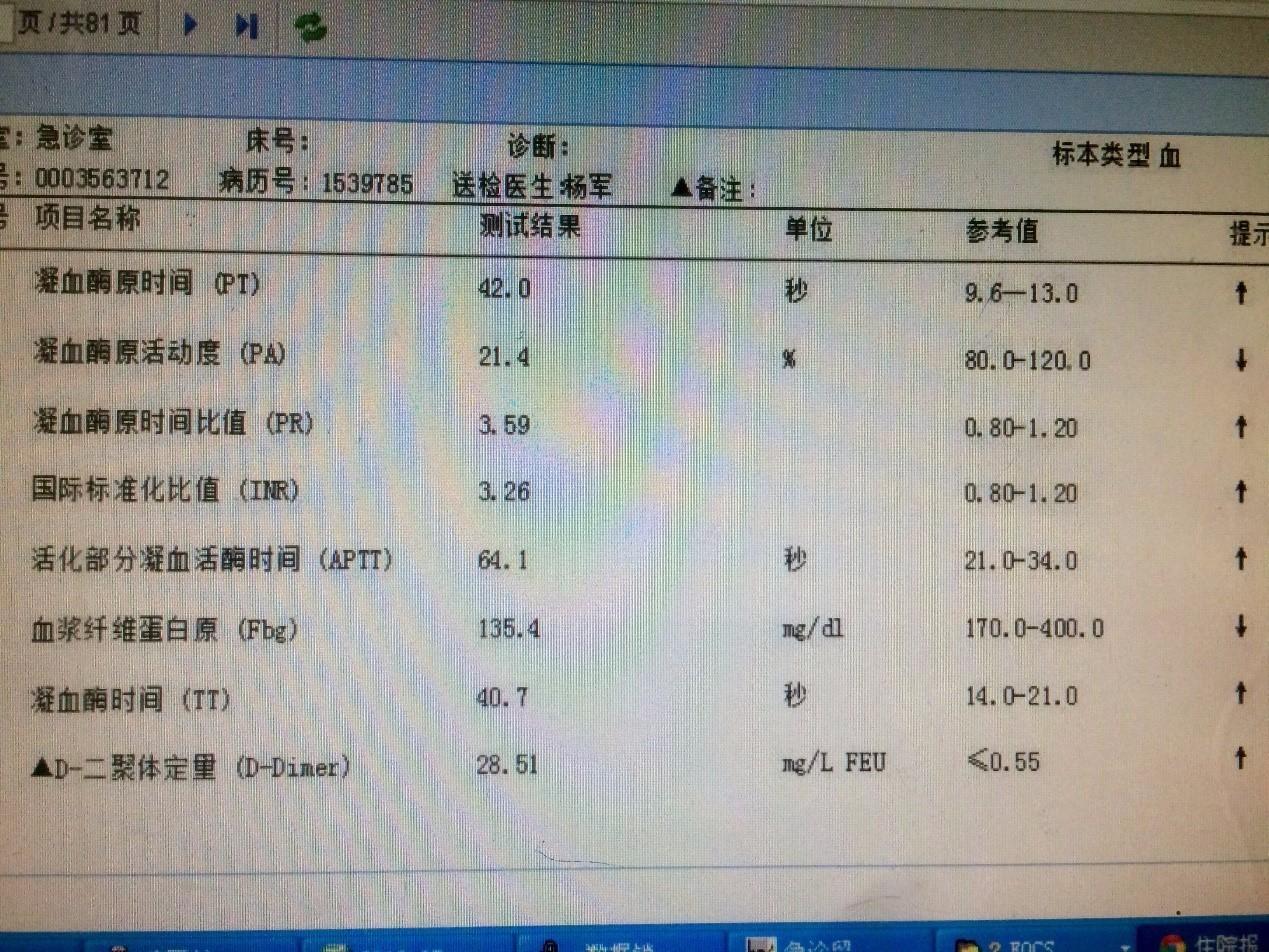 页/共81 页
室: 急诊室 床号: 诊断: 标本类型 血
号: 0003563712 病历号: 1539785 送检医生:杨军 ▲备注:
号 项目名称 测试结果 单位 参考值 提示
凝血酶原时间 (PT) 42.0 秒 9.6—13.0 ↑
凝血酶原活动度 (PA) 21.4 % 80.0-120.0 ↓
凝血酶原时间比值 (PR) 3.59 0.80-1.20 ↑
国际标准化比值 (INR) 3.26 0.80-1.20 ↑
活化部分凝血活酶时间 (APTT) 64.1 秒 21.0-34.0 ↑
血浆纤维蛋白原 (Fbg) 135.4 mg/dl 170.0-400.0 ↓
凝血酶时间 (TT) 40.7 秒 14.0-21.0 ↑
▲D-二聚体定量 (D-Dimer) 28.51 mg/L FEU ≤0.55 ↑
急诊留 2 EOCS